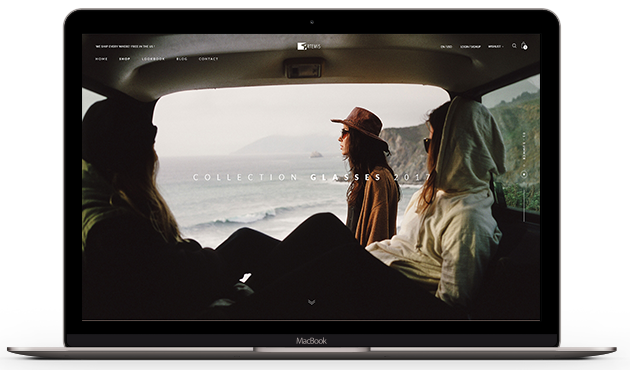 WE SHIP EVERY WHERE! FREE IN THE US !
ARTEMIS
EN / USD
LOGIN / SIGNUP
WISHLIST
HOME SHOP LOOKBOOK BLOG CONTACT
COLLECTION GLASSES 2017
MacBook